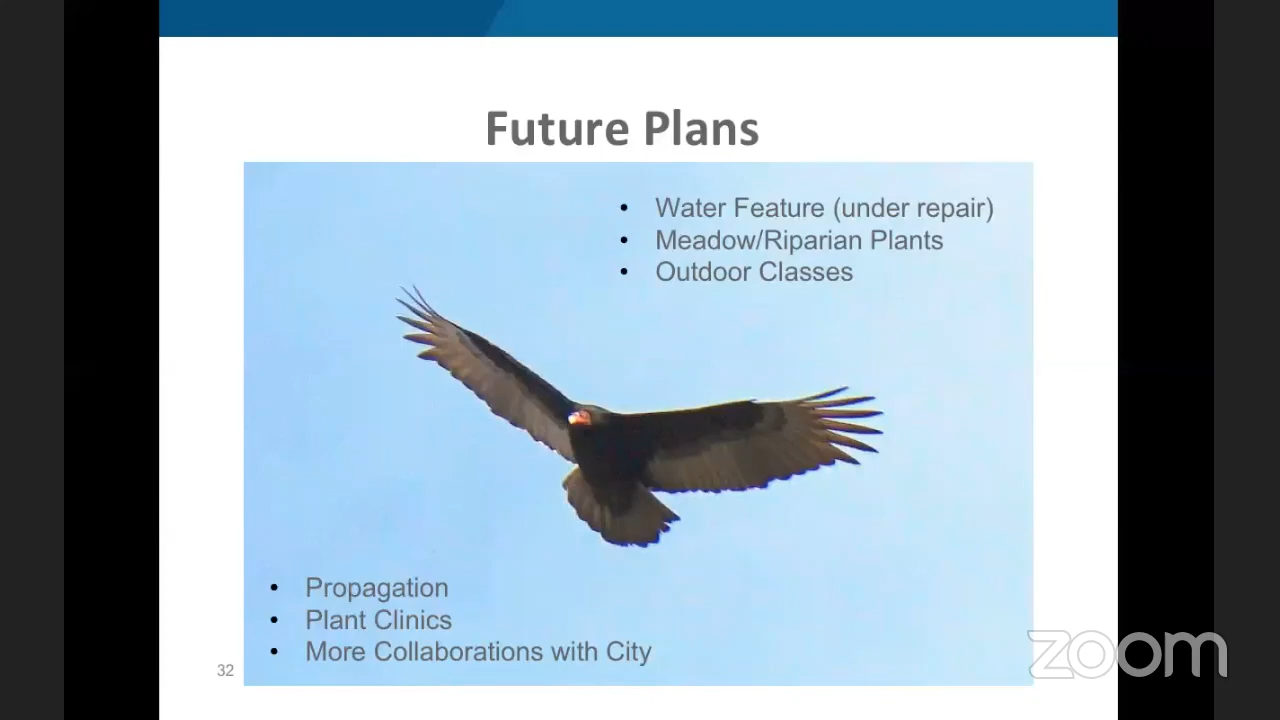 Future Plans
• Water Feature (under repair)
• Meadow/Riparian Plants
• Outdoor Classes
• Propagation
• Plant Clinics
• More Collaborations with City
32
zoom